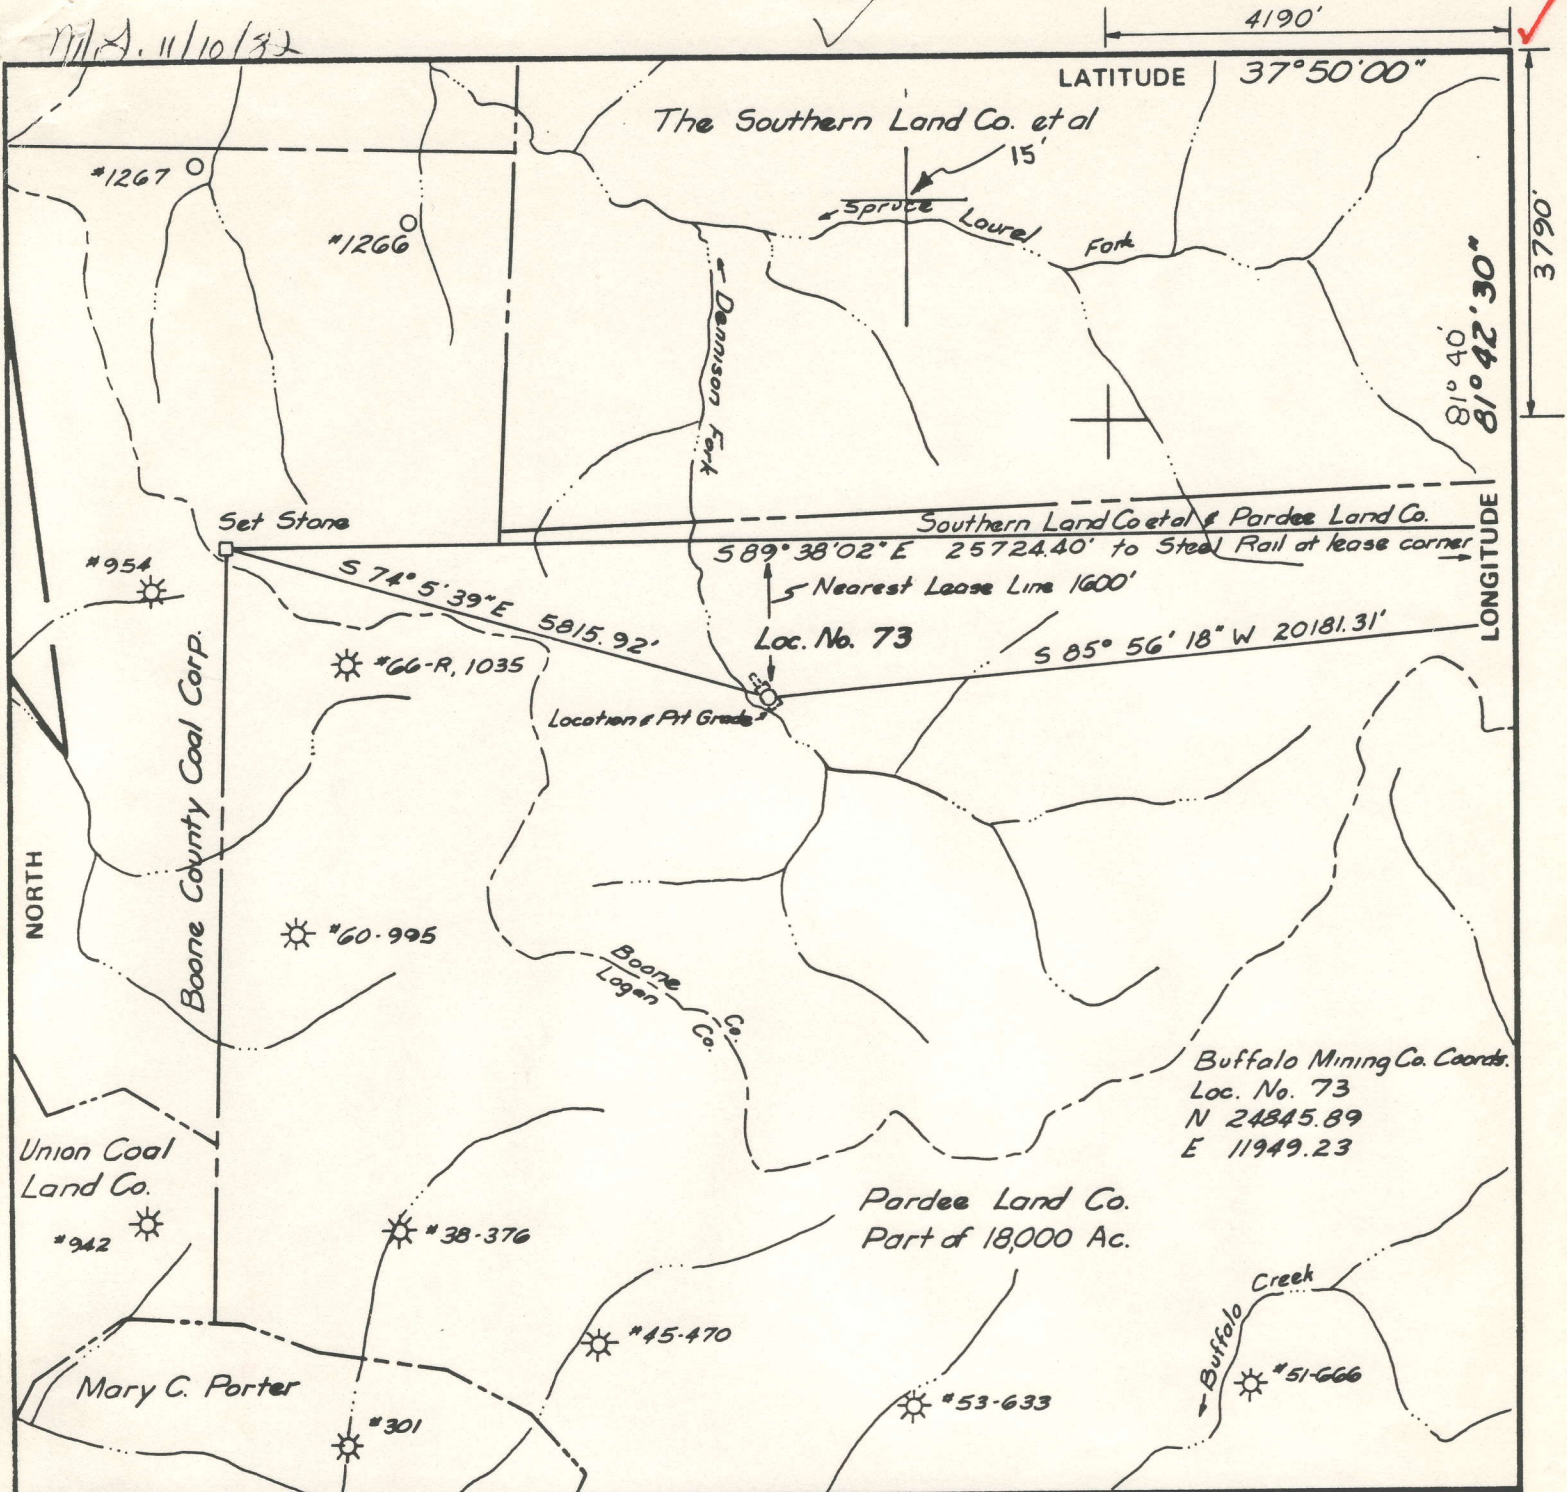 11/10/82
4190'
LATITUDE 37°50'00"
The Southern Land Co. et al
15'
#1267
#1266
Spruce Laurel Fork
3790'
81° 40'
81° 42' 30"
LONGITUDE
Dennison Fork
Set Stone
Southern Land Co et al & Pardee Land Co.
S 89° 38' 02" E 25724.40' to Steel Rail at lease corner
#954
S 74° 5' 39" E 5815.92'
Nearest Lease Line 1600'
Loc. No. 73
S 85° 56' 18" W 20181.31'
#66-R, 1035
Location & Pit Grade
Boone County Coal Corp.
NORTH
#60-995
Boone Co.
Logan Co.
Buffalo Mining Co. Coords.
Loc. No. 73
N 24845.89
E 11949.23
Union Coal
Land Co.
#942
#38-376
Pardee Land Co.
Part of 18,000 Ac.
Buffalo Creek
#45-470
#51-666
Mary C. Porter
#53-633
#301